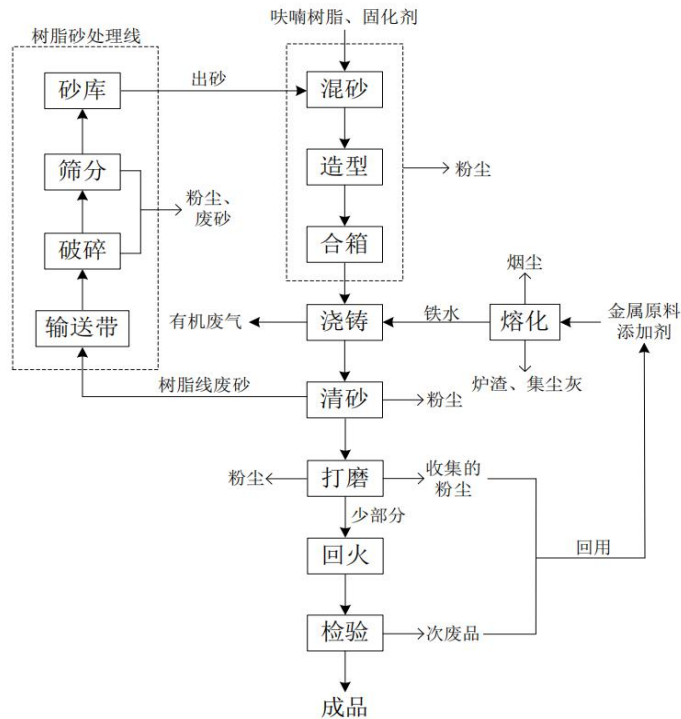 呋喃树脂、固化剂
树脂砂处理线
砂库
出砂
混砂
筛分
造型
粉尘
粉尘、
废砂
破碎
合箱
烟尘
输送带
有机废气
浇铸
铁水
熔化
金属原料
添加剂
树脂线废砂
清砂
粉尘
炉渣、集尘灰
粉尘
打磨
收集的
粉尘
少部分
回火
回用
检验
次废品
成品